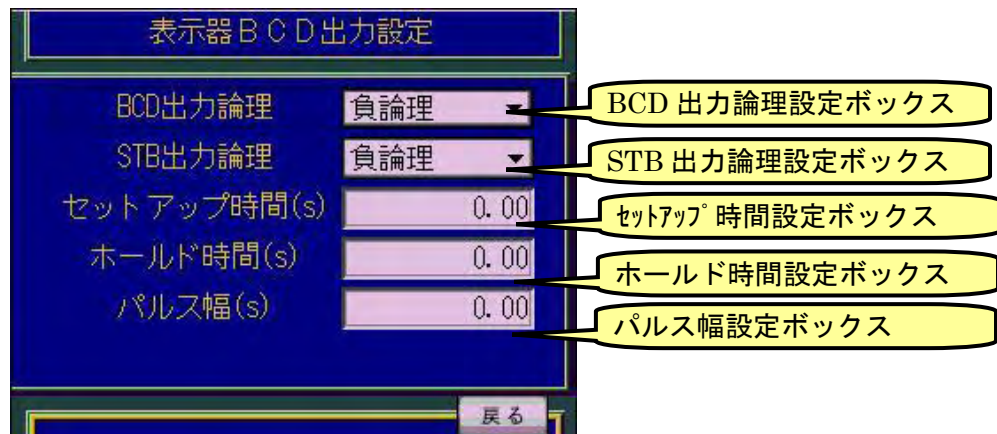 表示器ＢＣＤ出力設定
BCD出力論理 負論理 BCD 出力論理設定ボックス
STB出力論理 負論理 STB 出力論理設定ボックス
セットアップ時間(s) 0.00 ｾｯﾄｱｯﾌﾟ時間設定ボックス
ホールド時間(s) 0.00 ホールド時間設定ボックス
パルス幅(s) 0.00 パルス幅設定ボックス
戻る